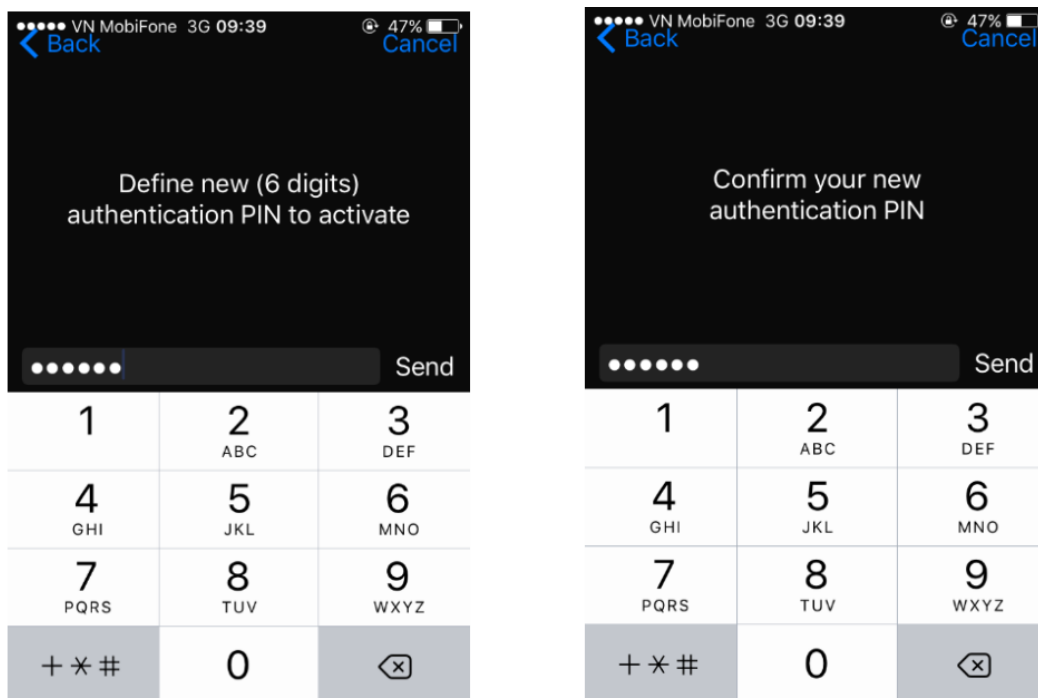 VN MobiFone 3G 09:39 47%
Back Cancel
Define new (6 digits)
authentication PIN to activate
Send
1 2 3
ABC DEF
4 5 6
GHI JKL MNO
7 8 9
PQRS TUV WXYZ
+*# 0
VN MobiFone 3G 09:39 47%
Back Cancel
Confirm your new
authentication PIN
Send
1 2 3
ABC DEF
4 5 6
GHI JKL MNO
7 8 9
PQRS TUV WXYZ
+*# 0